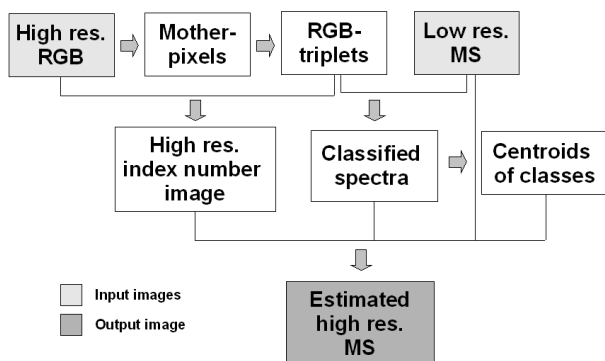 High res.
RGB
Mother-
pixels
RGB-
triplets
Low res.
MS
High res.
index number
image
Classified
spectra
Centroids
of classes
Input images
Output image
Estimated
high res.
MS